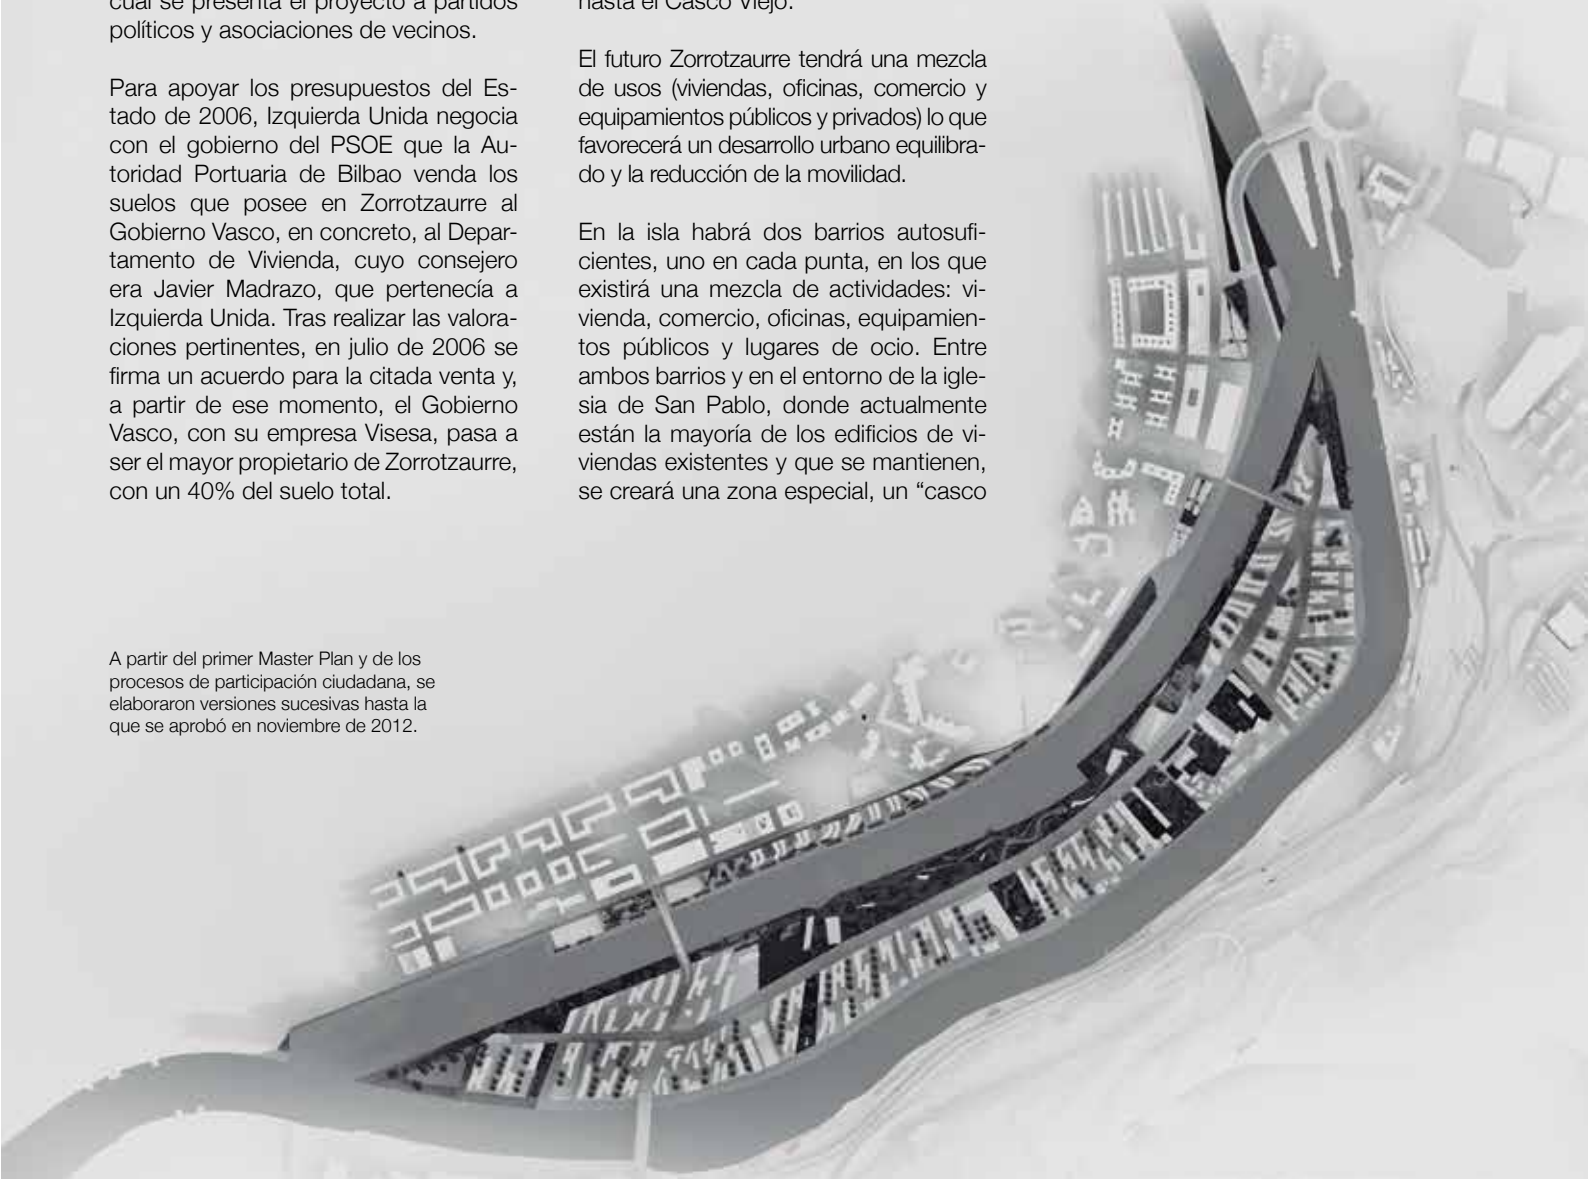 cual se presenta el proyecto a partidos
políticos y asociaciones de vecinos.
Para apoyar los presupuestos del Es-
tado de 2006, Izquierda Unida negocia
con el gobierno del PSOE que la Au-
toridad Portuaria de Bilbao venda los
suelos que posee en Zorrotzaurre al
Gobierno Vasco, en concreto, al Depar-
tamento de Vivienda, cuyo consejero
era Javier Madrazo, que pertenecía a
Izquierda Unida. Tras realizar las valora-
ciones pertinentes, en julio de 2006 se
firma un acuerdo para la citada venta y,
a partir de ese momento, el Gobierno
Vasco, con su empresa Visesa, pasa a
ser el mayor propietario de Zorrotzaurre,
con un 40% del suelo total.
hasta el Casco Viejo.
El futuro Zorrotzaurre tendrá una mezcla
de usos (viviendas, oficinas, comercio y
equipamientos públicos y privados) lo que
favorecerá un desarrollo urbano equilibra-
do y la reducción de la movilidad.
En la isla habrá dos barrios autosufi-
cientes, uno en cada punta, en los que
existirá una mezcla de actividades: vi-
vienda, comercio, oficinas, equipamien-
tos públicos y lugares de ocio. Entre
ambos barrios y en el entorno de la igle-
sia de San Pablo, donde actualmente
están la mayoría de los edificios de vi-
viendas existentes y que se mantienen,
se creará una zona especial, un “casco
A partir del primer Master Plan y de los
procesos de participación ciudadana, se
elaboraron versiones sucesivas hasta la
que se aprobó en noviembre de 2012.